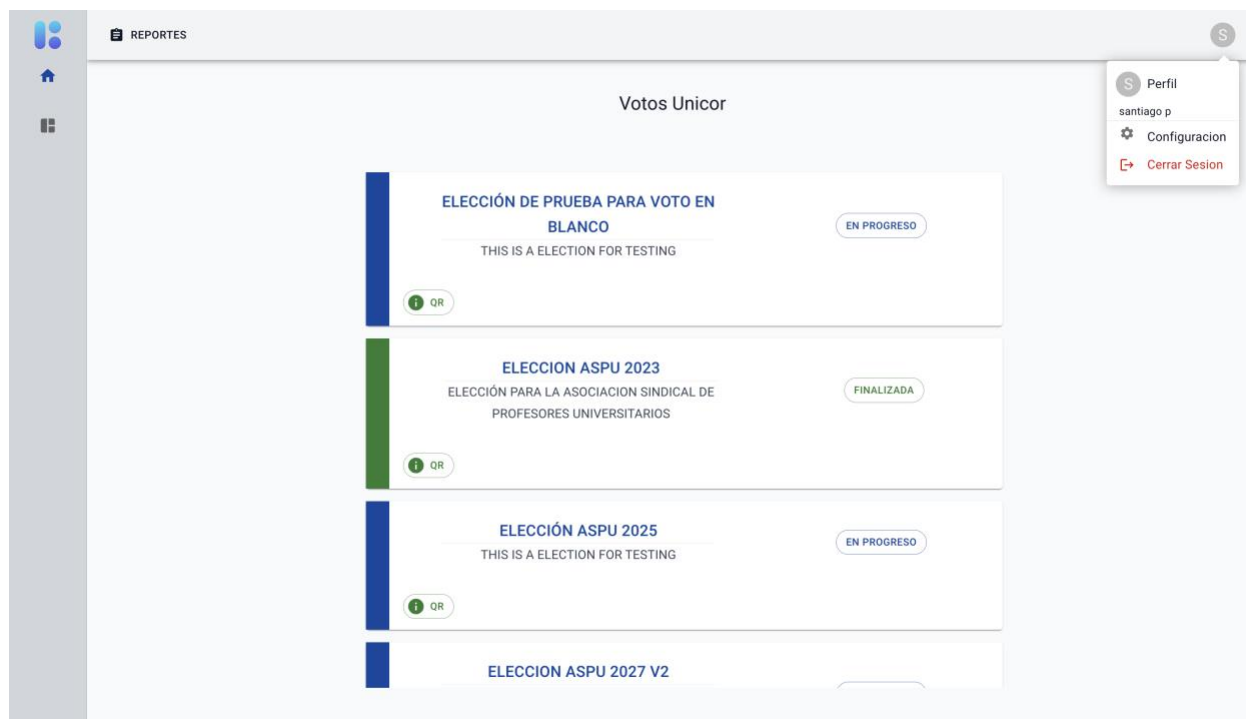 REPORTES
S
S Perfil
santiago p
Configuracion
Cerrar Sesion
Votos Unicor
ELECCIÓN DE PRUEBA PARA VOTO EN
BLANCO
THIS IS A ELECTION FOR TESTING
EN PROGRESO
QR
ELECCION ASPU 2023
ELECCIÓN PARA LA ASOCIACION SINDICAL DE
PROFESORES UNIVERSITARIOS
FINALIZADA
QR
ELECCIÓN ASPU 2025
THIS IS A ELECTION FOR TESTING
EN PROGRESO
QR
ELECCION ASPU 2027 V2